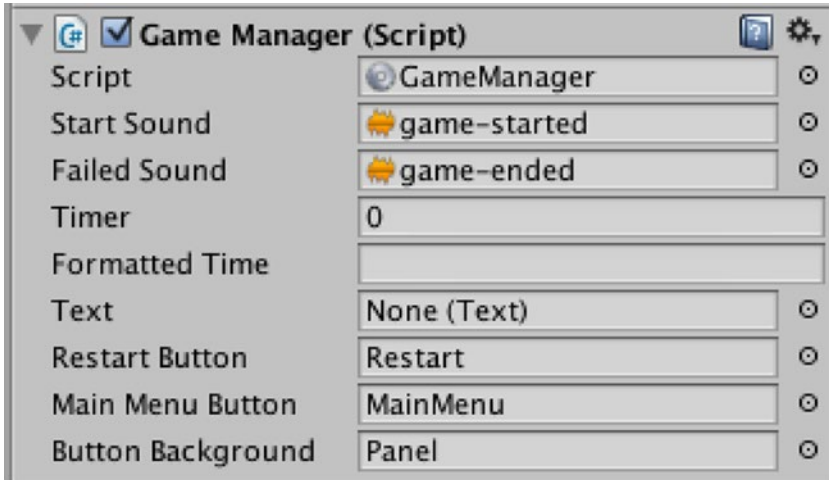 Game Manager (Script)
Script GameManager
Start Sound game-started
Failed Sound game-ended
Timer 0
Formatted Time
Text None (Text)
Restart Button Restart
Main Menu Button MainMenu
Button Background Panel